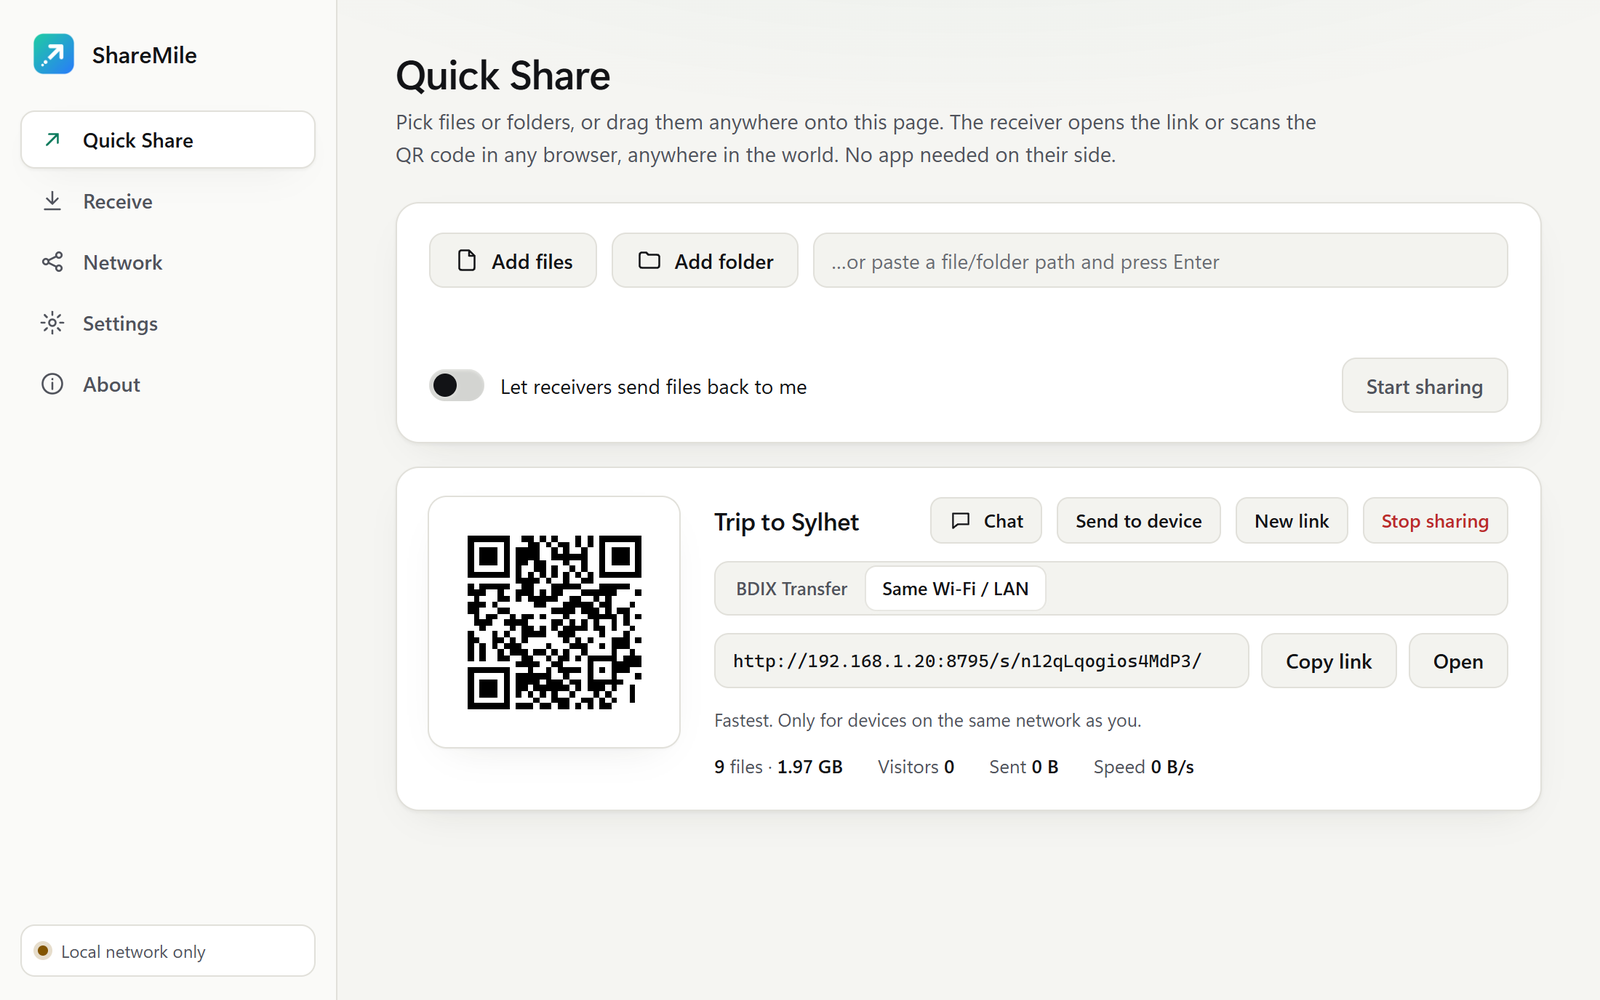 ShareMile
Quick Share
Receive
Network
Settings
About
Local network only
Quick Share
Pick files or folders, or drag them anywhere onto this page. The receiver opens the link or scans the
QR code in any browser, anywhere in the world. No app needed on their side.
Add files
Add folder
...or paste a file/folder path and press Enter
Let receivers send files back to me
Start sharing
Trip to Sylhet
Chat
Send to device
New link
Stop sharing
BDIX Transfer
Same Wi-Fi / LAN
http://192.168.1.20:8795/s/n12qLqogios4MdP3/
Copy link
Open
Fastest. Only for devices on the same network as you.
9 files · 1.97 GB
Visitors 0
Sent 0 B
Speed 0 B/s